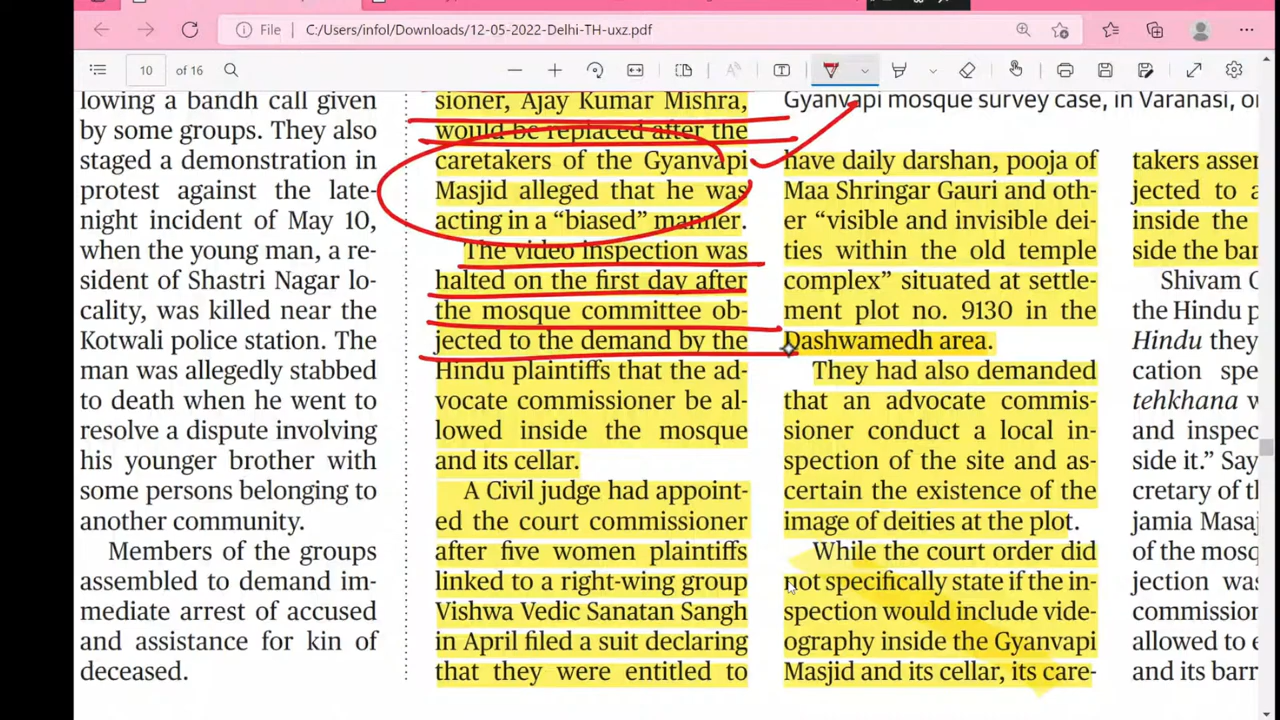 File
C:/Users/infol/Downloads/12-05-2022-Delhi-TH-uxz.pdf
10 of 16
lowing a bandh call given
by some groups. They also
staged a demonstration in
protest against the late-
night incident of May 10,
when the young man, a re-
sident of Shastri Nagar lo-
cality, was killed near the
Kotwali police station. The
man was allegedly stabbed
to death when he went to
resolve a dispute involving
his younger brother with
some persons belonging to
another community.
Members of the groups
assembled to demand im-
mediate arrest of accused
and assistance for kin of
deceased.
sioner, Ajay Kumar Mishra,
would be replaced after the
caretakers of the Gyanvapi
Masjid alleged that he was
acting in a “biased” manner.
The video inspection was
halted on the first day after
the mosque committee ob-
jected to the demand by the
Hindu plaintiffs that the ad-
vocate commissioner be al-
lowed inside the mosque
and its cellar.
A Civil judge had appoint-
ed the court commissioner
after five women plaintiffs
linked to a right-wing group
Vishwa Vedic Sanatan Sangh
in April filed a suit declaring
that they were entitled to
Gyanvapi mosque survey case, in Varanasi, o
have daily darshan, pooja of
Maa Shringar Gauri and oth-
er “visible and invisible dei-
ties within the old temple
complex” situated at settle-
ment plot no. 9130 in the
Dashwamedh area.
They had also demanded
that an advocate commis-
sioner conduct a local in-
spection of the site and as-
certain the existence of the
image of deities at the plot.
While the court order did
not specifically state if the in-
spection would include vide-
ography inside the Gyanvapi
Masjid and its cellar, its care-
takers asse
jected to a
inside the
side the ba
Shivam
the Hindu p
Hindu they
cation spe
tehkhana w
and inspec
side it.” Say
cretary of t
jamia Masa
of the mosq
jection was
commission
allowed to e
and its barr